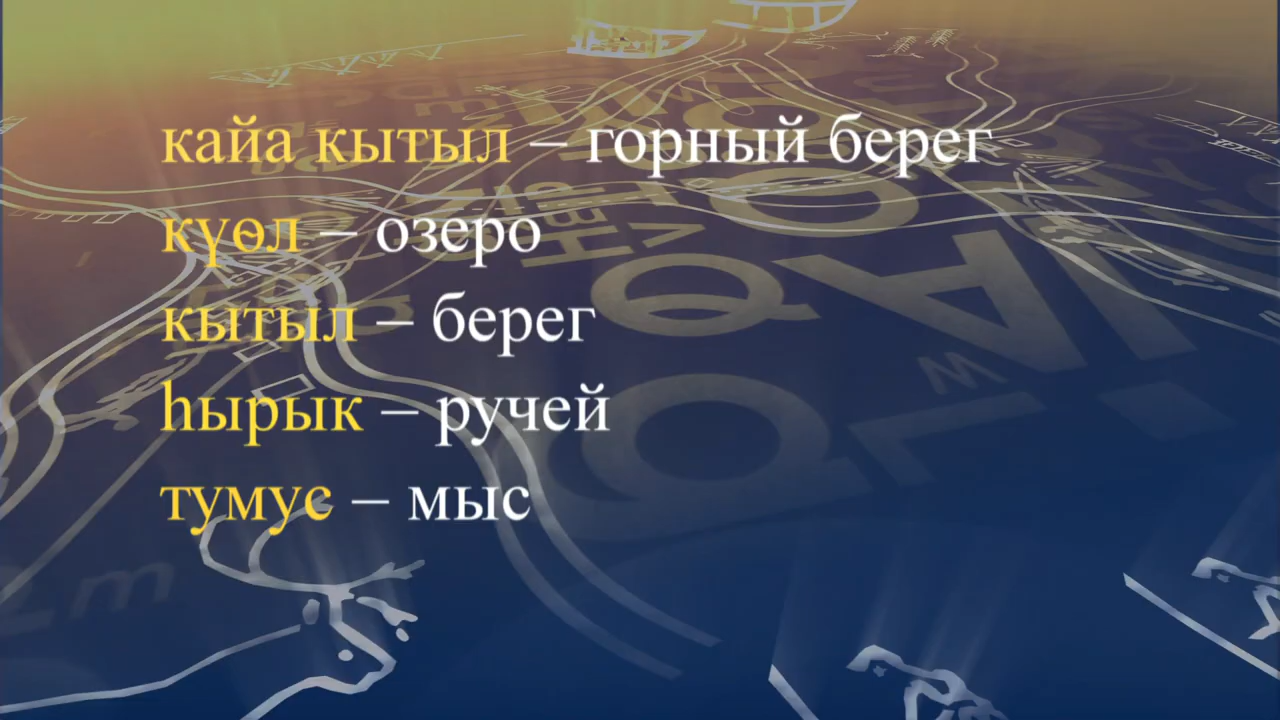 кайа кытыл – горный берег
күөл – озеро
кытыл – берег
һырык – ручей
тумус – мыс